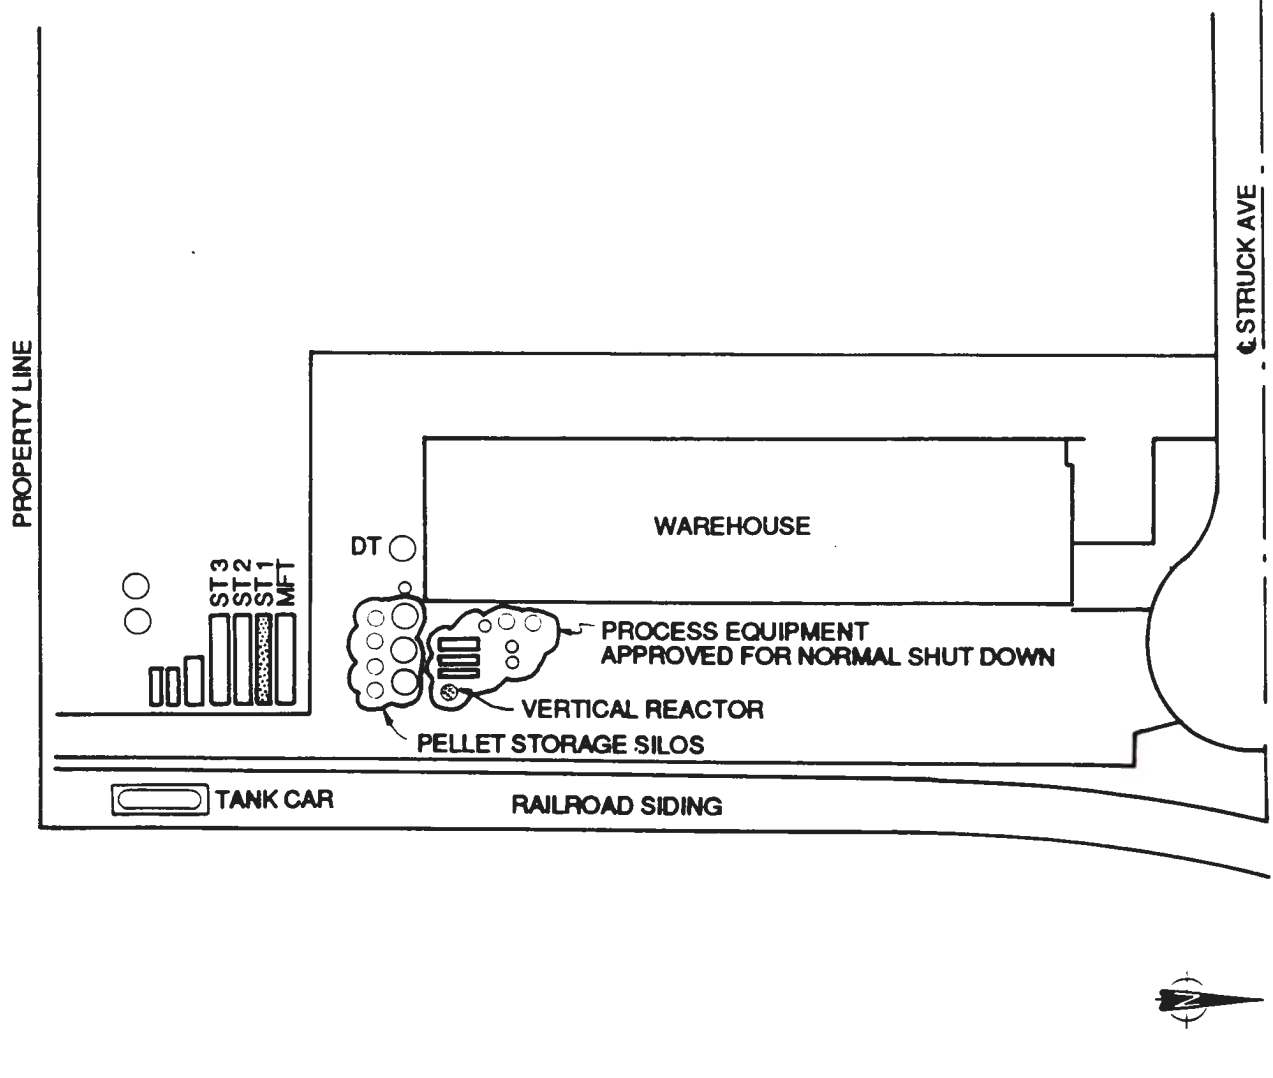 ℄ STRUCK AVE
PROPERTY LINE
WAREHOUSE
DT
ST 3
ST 2
ST 1
MFT
PROCESS EQUIPMENT
APPROVED FOR NORMAL SHUT DOWN
VERTICAL REACTOR
PELLET STORAGE SILOS
TANK CAR
RAILROAD SIDING
N